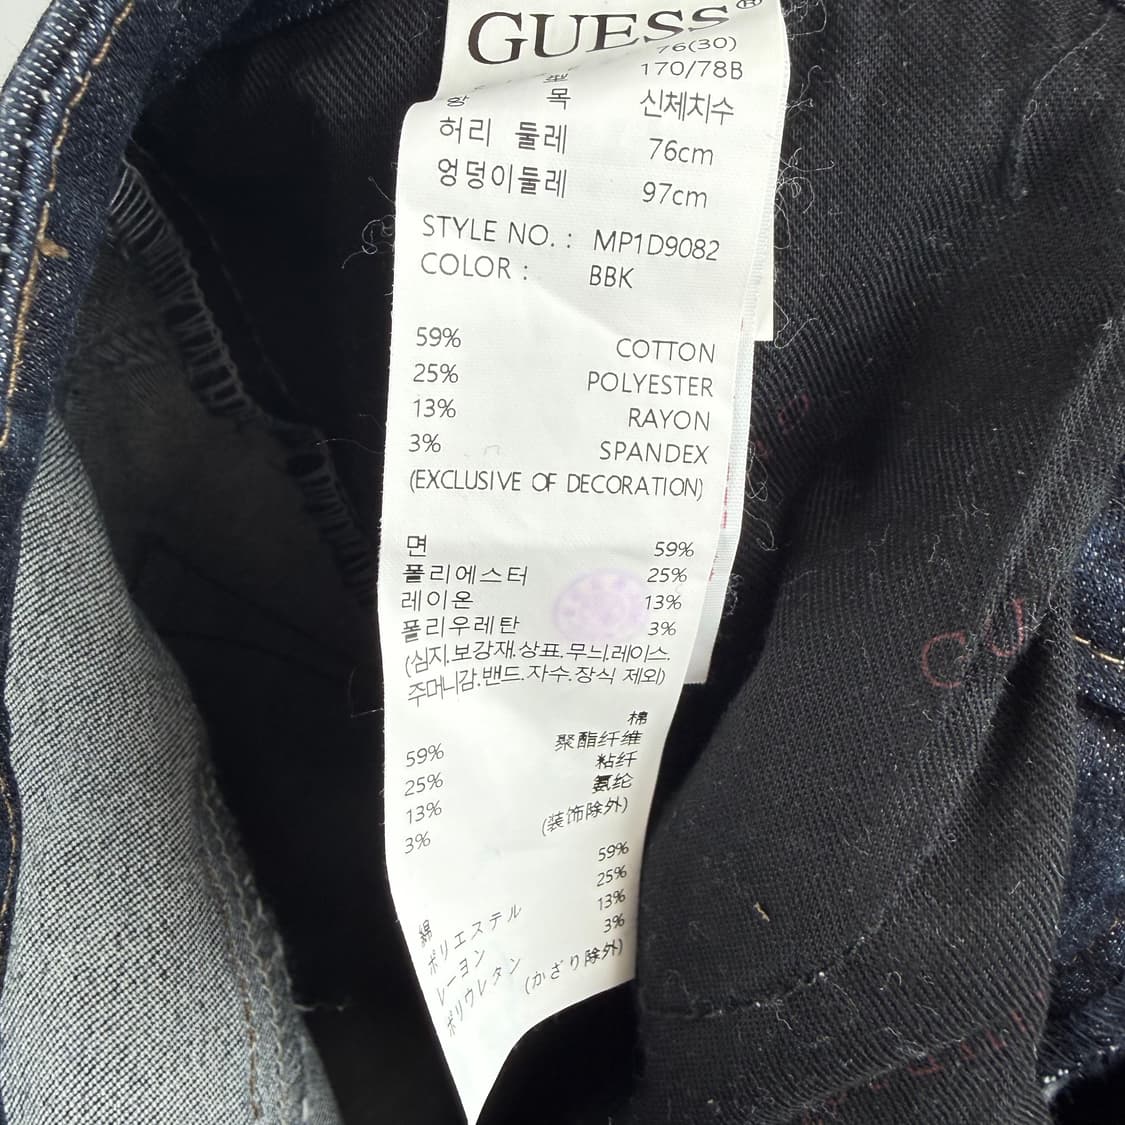 GUESS®
76(30)
170/78B
항 목 신체치수
허리 둘레 76cm
엉덩이둘레 97cm
STYLE NO. : MP1D9082
COLOR : BBK
59% COTTON
25% POLYESTER
13% RAYON
3% SPANDEX
(EXCLUSIVE OF DECORATION)
면 59%
폴리에스터 25%
레이온 13%
폴리우레탄 3%
(심지.보강재.상표.무늬.레이스.
주머니감.밴드.자수.장식 제외)
59% 棉
25% 聚酯纤维
13% 粘纤
3% 氨纶
(装饰除外)
綿 59%
ポリエステル 25%
レーヨン 13%
ポリウレタン 3%
(かざり除外)
GU